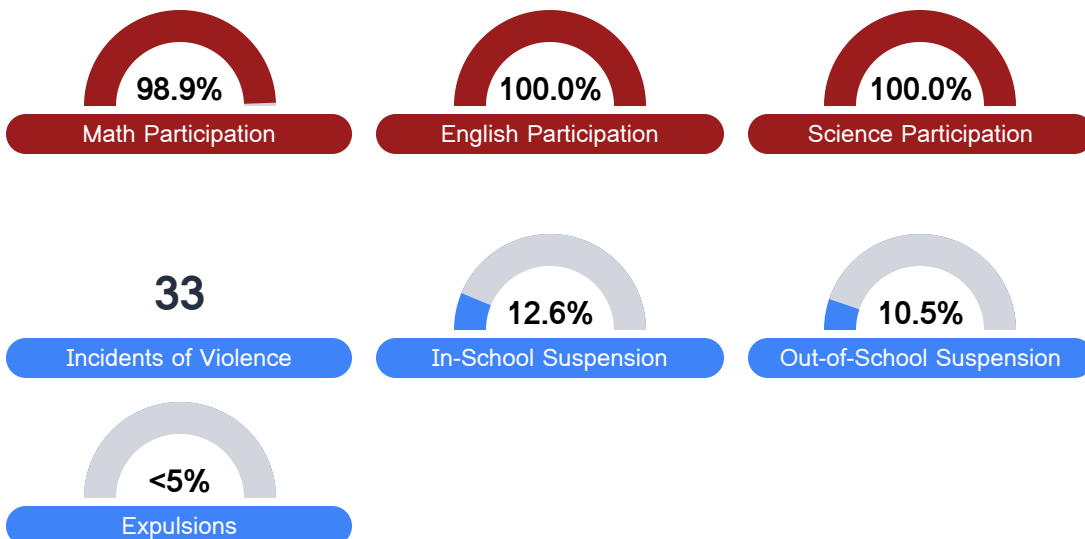 98.9%
Math Participation
100.0%
English Participation
100.0%
Science Participation
33
Incidents of Violence
12.6%
In-School Suspension
10.5%
Out-of-School Suspension
<5%
Expulsions